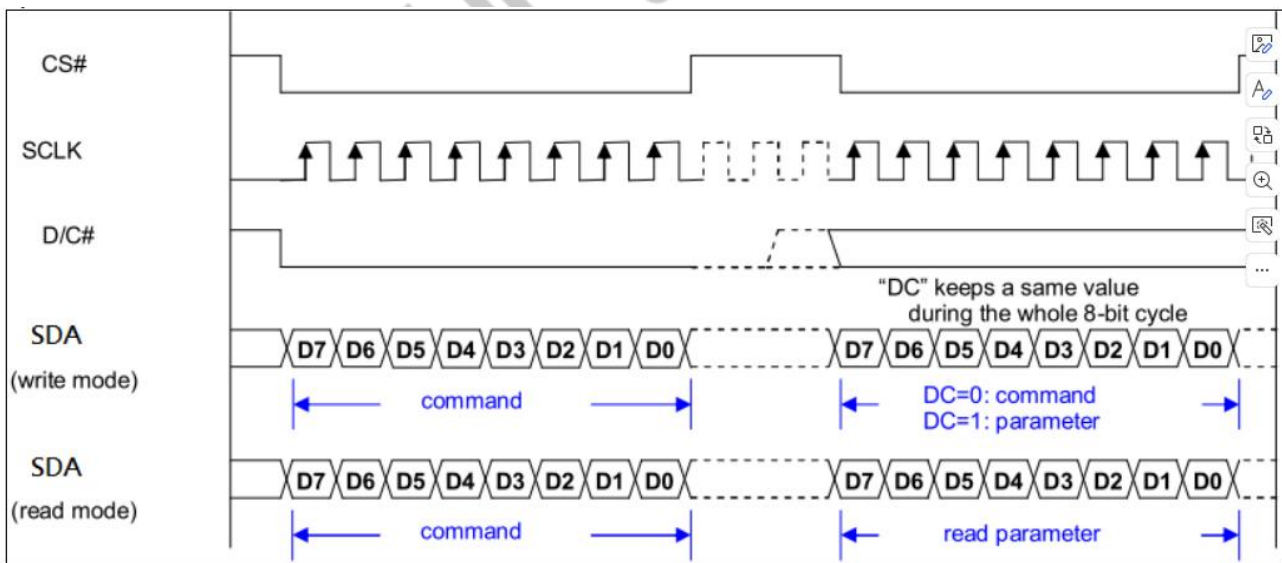 CS#
SCLK
D/C#
“DC” keeps a same value
during the whole 8-bit cycle
SDA
(write mode)
D7 D6 D5 D4 D3 D2 D1 D0
D7 D6 D5 D4 D3 D2 D1 D0
command
DC=0: command
DC=1: parameter
SDA
(read mode)
D7 D6 D5 D4 D3 D2 D1 D0
D7 D6 D5 D4 D3 D2 D1 D0
command
read parameter